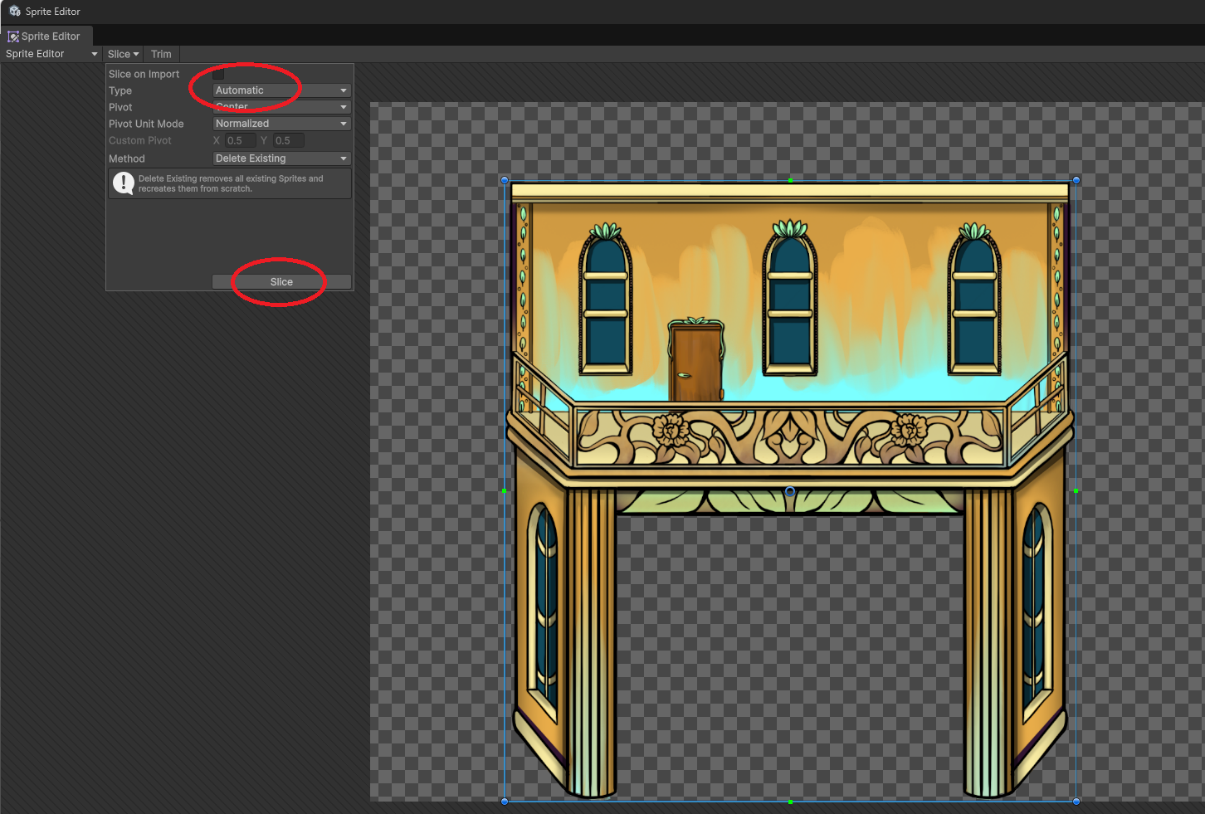 Sprite Editor
Sprite Editor
Sprite Editor Slice Trim
Slice on Import
Type Automatic
Pivot Center
Pivot Unit Mode Normalized
Custom Pivot X 0.5 Y 0.5
Method Delete Existing
Delete Existing removes all existing Sprites and
recreates them from scratch.
Slice